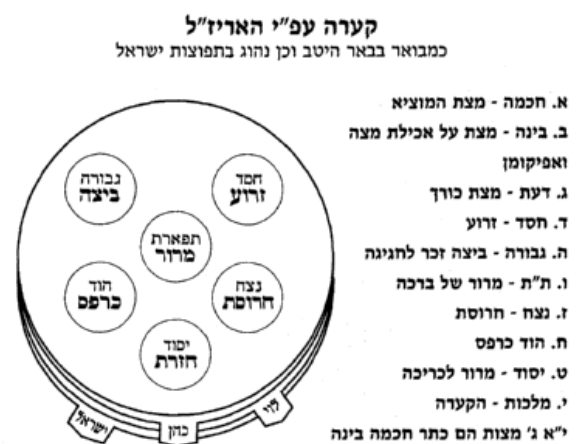 קערה עפ״י האריז״ל
כמבואר בבאר היטב וכן נהוג בתפוצות ישראל
א. חכמה - מצת המוציא
ב. בינה - מצת על אכילת מצה
ואפיקומן
ג. דעת - מצת כורך
ד. חסד - זרוע
ה. גבורה - ביצה זכר לחגיגה
ו. ת״ת - מרור של ברכה
ז. נצח - חרוסת
ח. הוד כרפס
ט. יסוד - מרור לכריכה
י. מלכות - הקערה
י״א ג׳ מצות הם כתר חכמה בינה
חסד
זרוע
גבורה
ביצה
תפארת
מרור
נצח
חרוסת
הוד
כרפס
יסוד
חזרת
לוי
כהן
ישראל